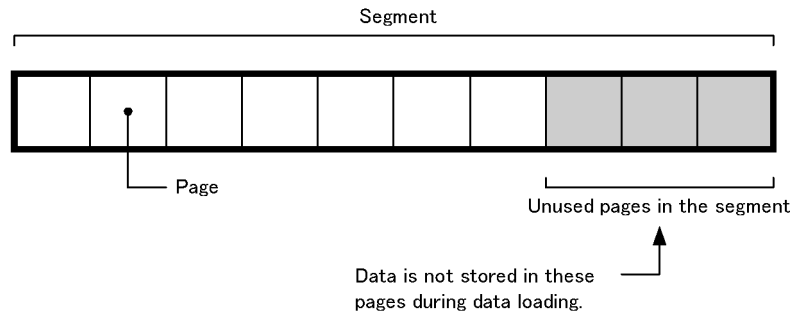 Segment
Page
Unused pages in the segment
Data is not stored in these
pages during data loading.